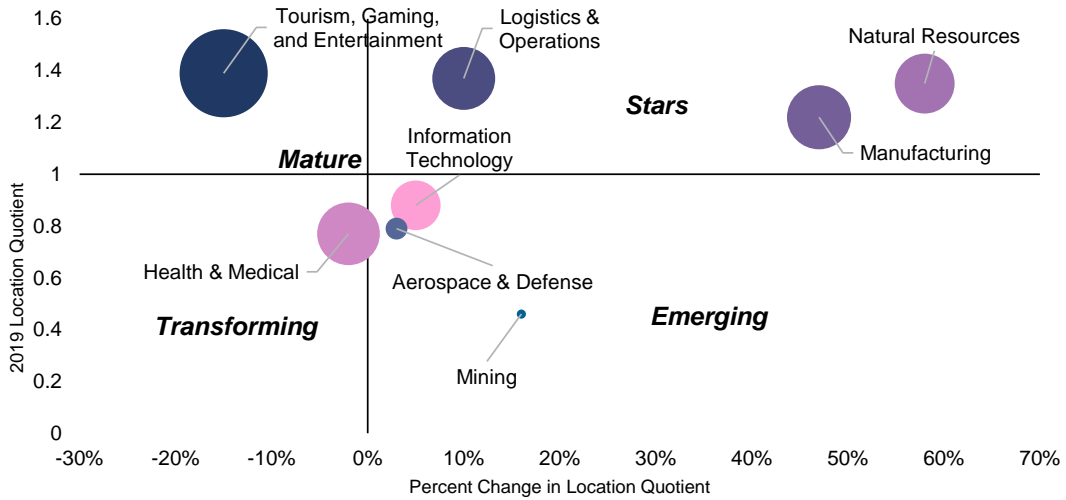 1.6
1.4
1.2
1
0.8
0.6
0.4
0.2
0
2019 Location Quotient
Tourism, Gaming,
and Entertainment
Logistics &
Operations
Natural Resources
Stars
Information
Technology
Manufacturing
Mature
Health & Medical
Aerospace & Defense
Transforming
Emerging
Mining
-30%
-20%
-10%
0%
10%
20%
30%
40%
50%
60%
70%
Percent Change in Location Quotient